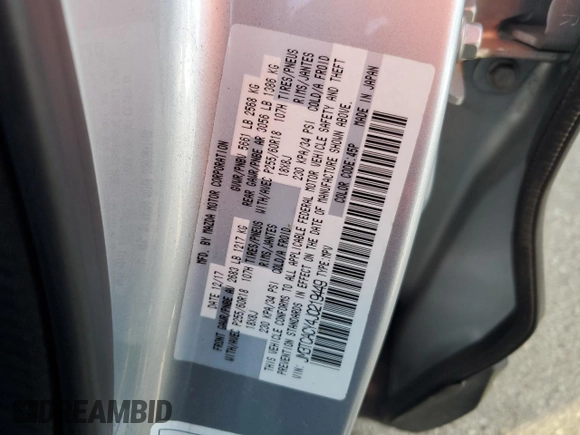 MFD. BY MAZDA MOTOR CORPORATION
DATE 12/17 GVWR/PNBV 5661 LB 2568 KG
FRONT GAWR/PNBE AV 2683 LB 1217 KG REAR GAWR/PNBE AR 3056 LB 1386 KG
WITH/AVEC P255/60R18 107H TIRES/PNEUS WITH/AVEC P255/60R18 107H TIRES/PNEUS
18X8J RIMS/JANTES 18X8J RIMS/JANTES
230 KPA/34 PSI COLD/A FROID 230 KPA/34 PSI COLD/A FROID
THIS VEHICLE CONFORMS TO ALL APPLICABLE FEDERAL MOTOR VEHICLE SAFETY AND THEFT
PREVENTION STANDARDS IN EFFECT ON THE DATE OF MANUFACTURE SHOWN ABOVE.
VIN: JM3TCACY4J0219449 TYPE:MPV COLOR CODE:45P MADE IN JAPAN
DREAMBID